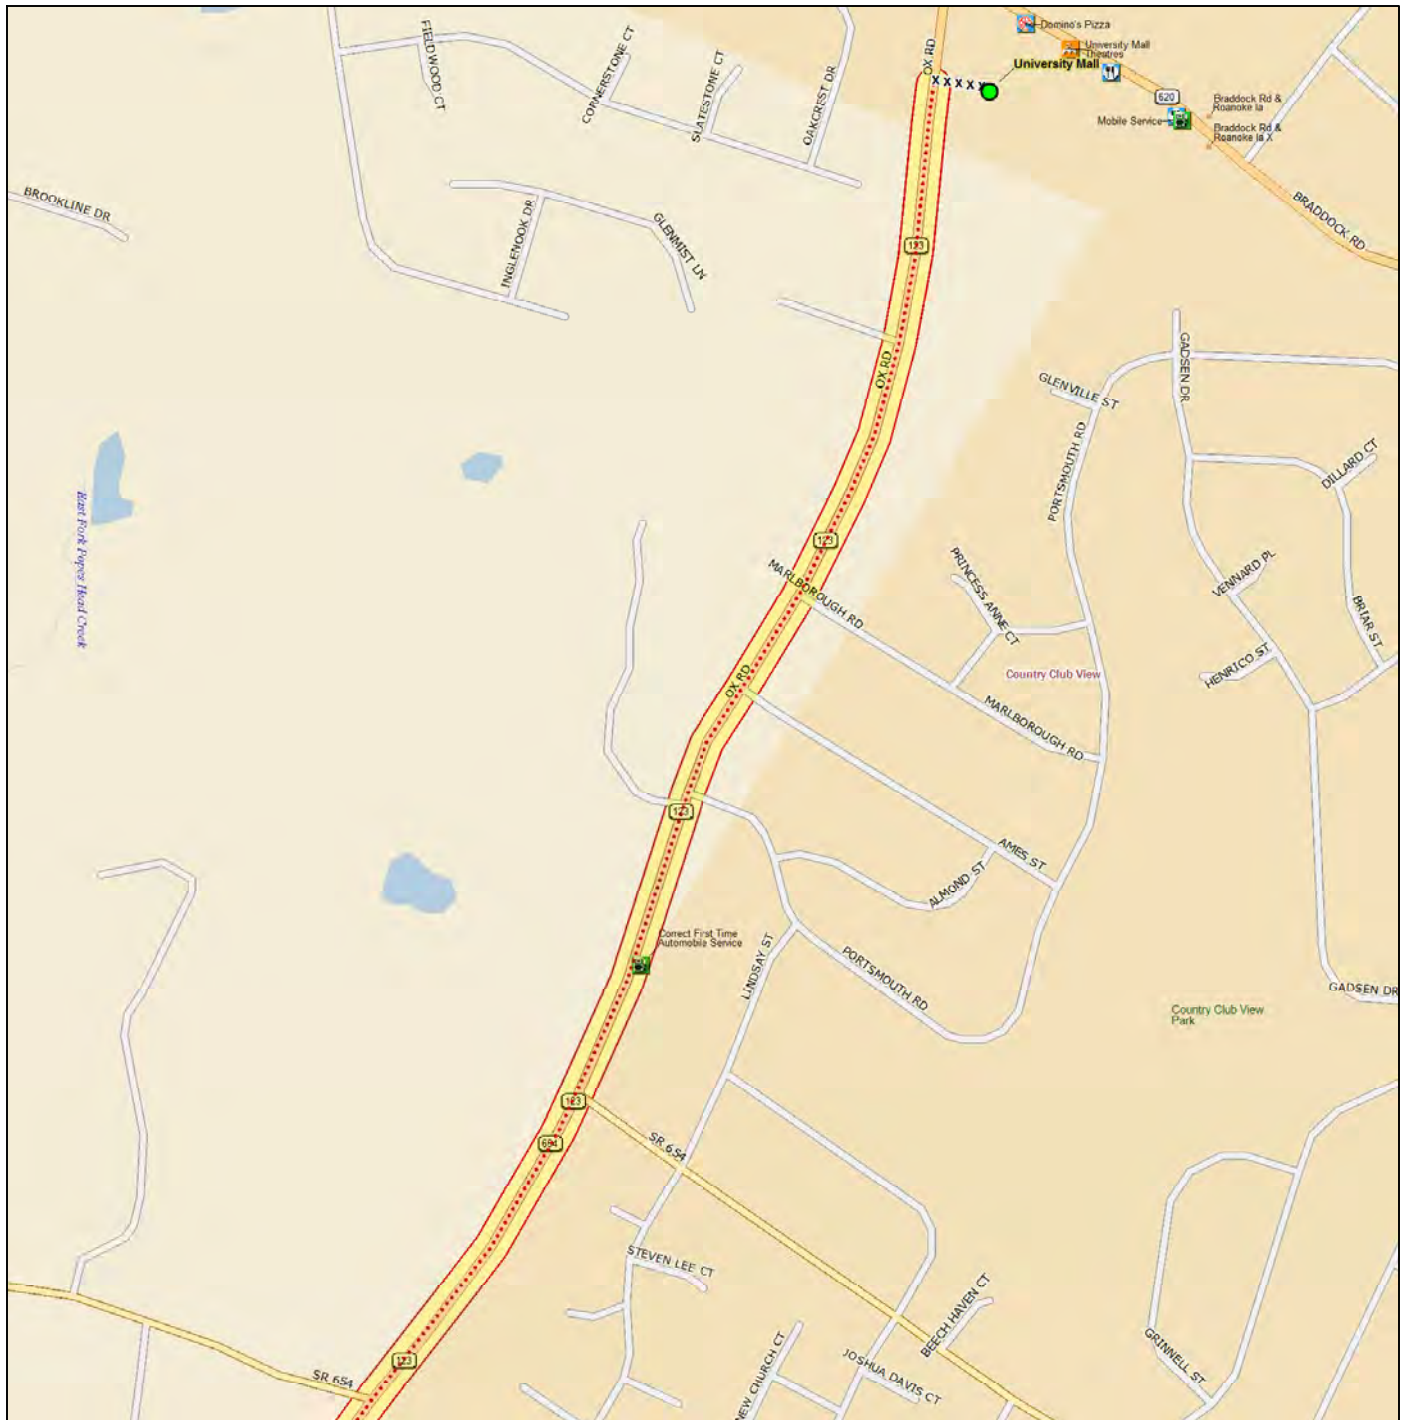 FIELDWOOD CT
CORNERSTONE CT
SLATESTONE CT
OAKCREST DR
OX RD
X X X X X
Domino's Pizza
University Mall
Theatres
University Mall
620
Mobile Service
Braddock Rd &
Roanoke la
Braddock Rd &
Roanoke la X
BRADDOCK RD
BROOKLINE DR
INGLENOOK DR
GLENMIST LN
123
OX RD
GADSEN DR
GLENVILLE ST
PORTSMOUTH RD
DILLARD CT
East Fork Popes Head Creek
123
MARLBOROUGH RD
PRINCESS ANNE CT
VENNARD PL
BRIAR ST
HENRICO ST
Country Club View
OX RD
MARLBOROUGH RD
123
AMES ST
ALMOND ST
Correct First Time
Automobile Service
LINDSAY ST
PORTSMOUTH RD
GADSEN DR
Country Club View
Park
123
654
SR 654
STEVEN LEE CT
BEECH HAVEN CT
GRINNELL ST
NEW CHURCH CT
JOSHUA DAVIS CT
123
SR 654